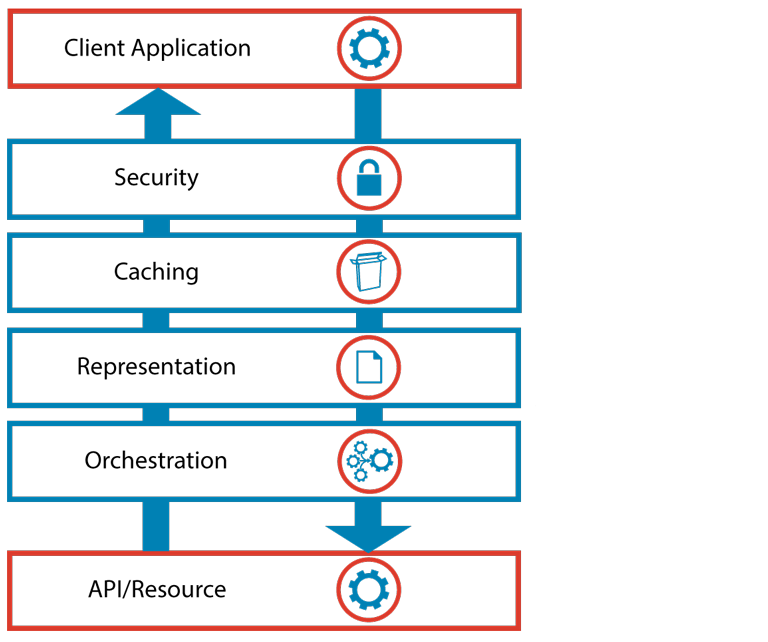 Client Application
Security
Caching
Representation
Orchestration
API/Resource